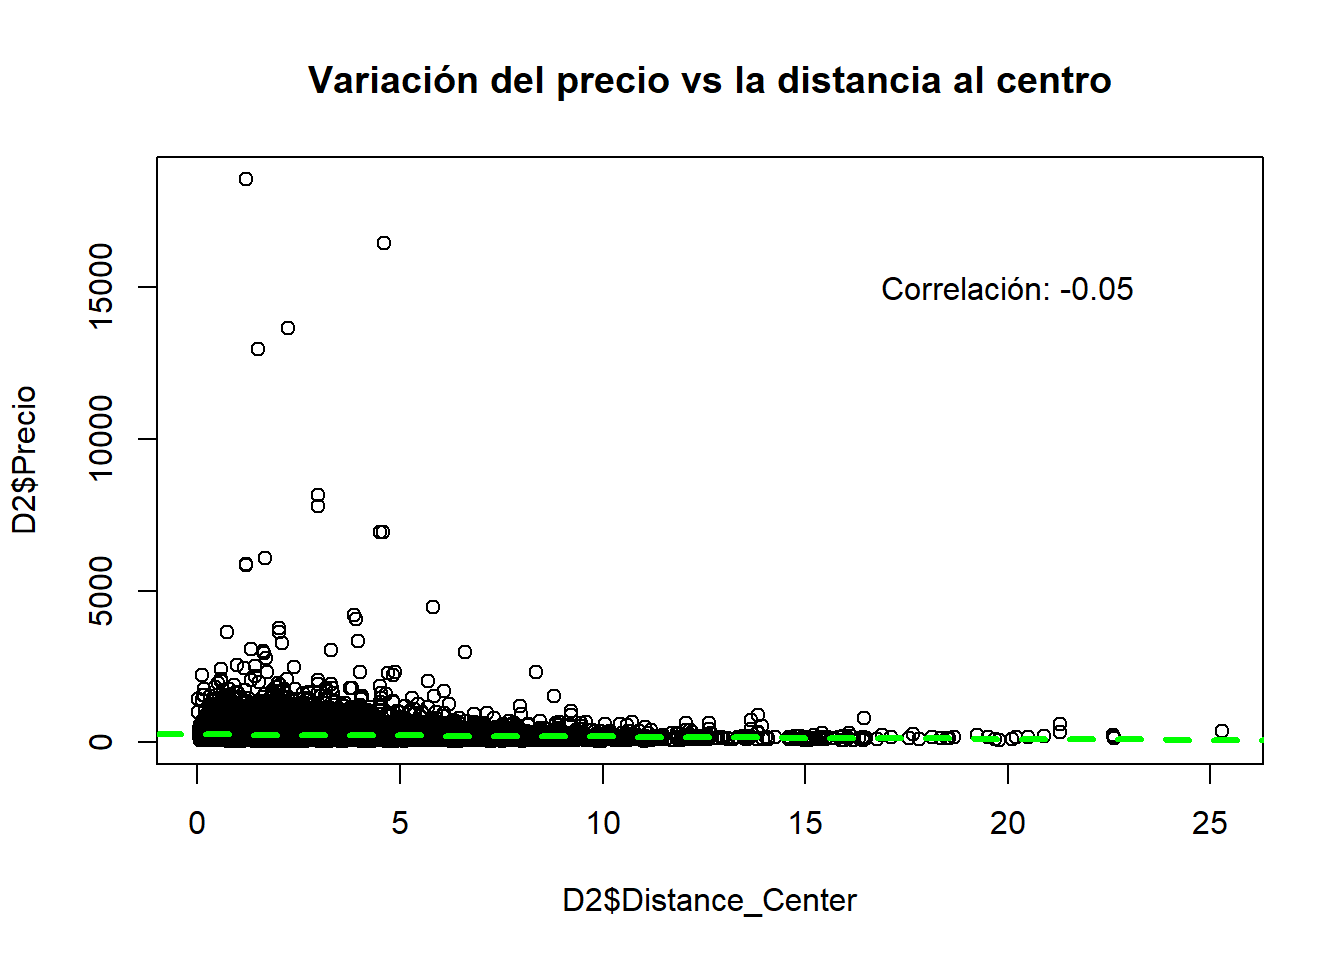 Variación del precio vs la distancia al centro
Correlación: -0.05
D2$Precio
15000
10000
5000
0
0 5 10 15 20 25
D2$Distance_Center